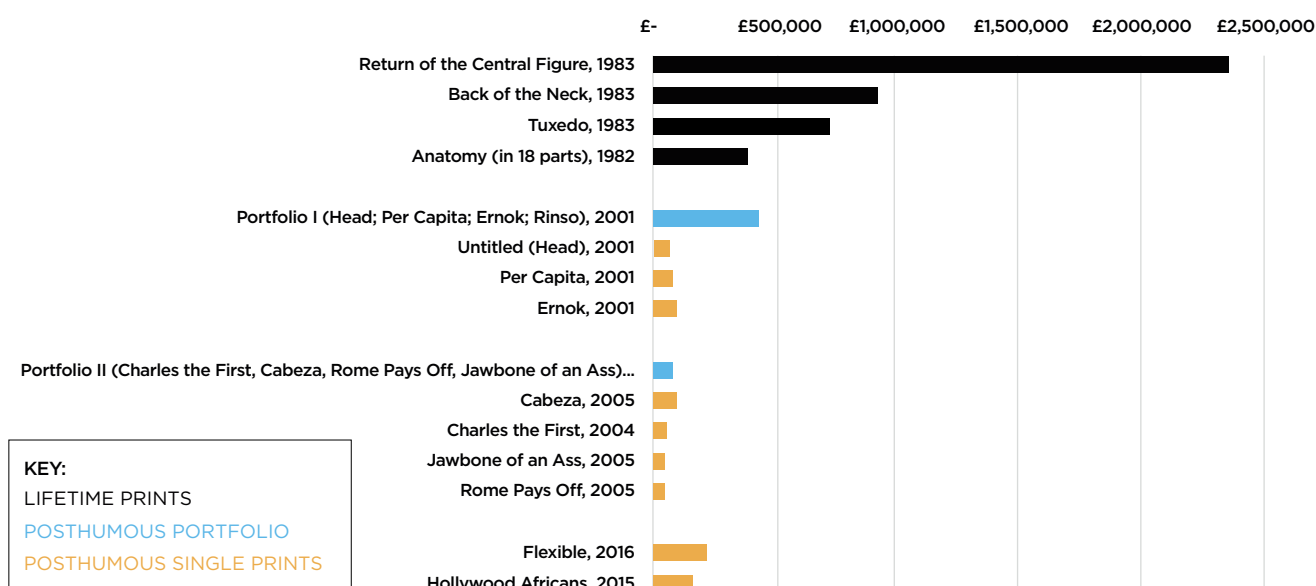 £- £500,000 £1,000,000 £1,500,000 £2,000,000 £2,500,000
Return of the Central Figure, 1983
Back of the Neck, 1983
Tuxedo, 1983
Anatomy (in 18 parts), 1982
Portfolio I (Head; Per Capita; Ernok; Rinso), 2001
Untitled (Head), 2001
Per Capita, 2001
Ernok, 2001
Portfolio II (Charles the First, Cabeza, Rome Pays Off, Jawbone of an Ass)...
Cabeza, 2005
Charles the First, 2004
Jawbone of an Ass, 2005
Rome Pays Off, 2005
Flexible, 2016
Hollywood Africans, 2015
KEY:
LIFETIME PRINTS
POSTHUMOUS PORTFOLIO
POSTHUMOUS SINGLE PRINTS